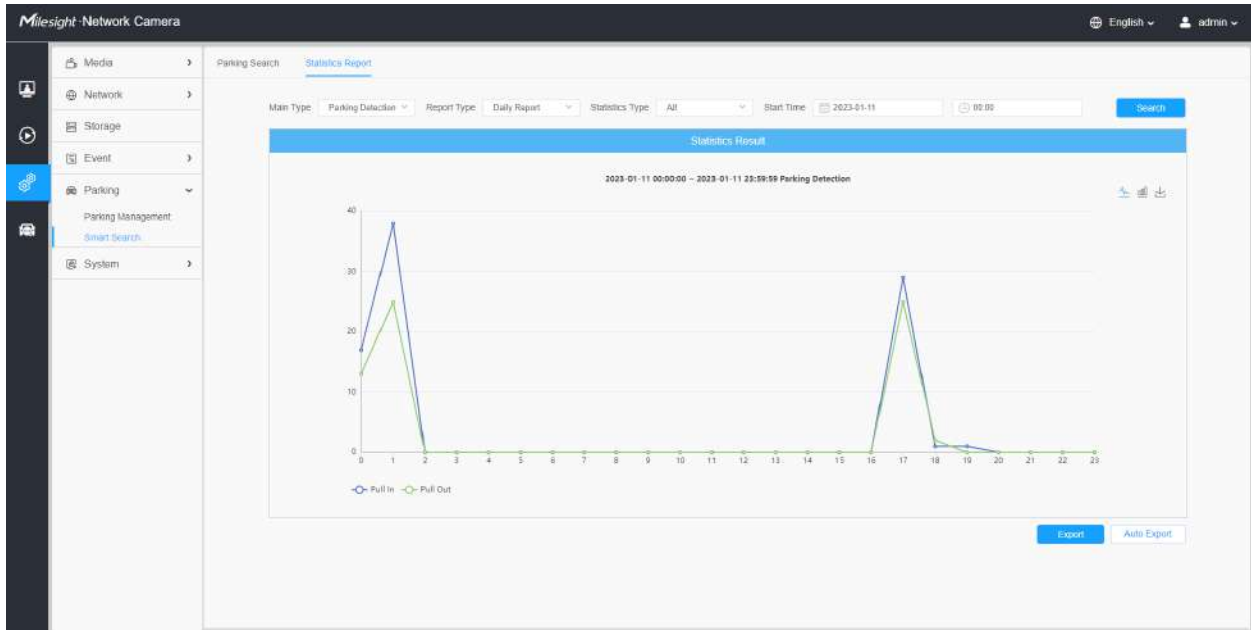 Milesight-Network Camera
English
admin
Media
Network
Storage
Event
Parking
Parking Management
Smart Search
System
Parking Search Statistics Report
Main Type Parking Detection Report Type Daily Report Statistics Type All Start Time 2023-01-11 00:00 Search
Statistics Result
2023-01-11 00:00:00 ~ 2023-01-11 23:59:59 Parking Detection
40
30
20
10
0
0 1 2 3 4 5 6 7 8 9 10 11 12 13 14 15 16 17 18 19 20 21 22 23
Pull In Pull Out
Export Auto Export